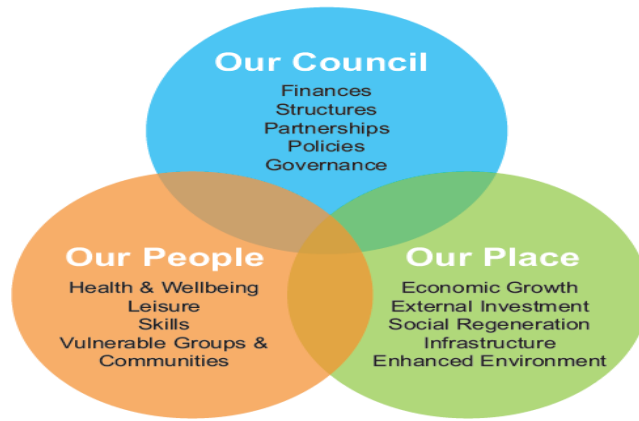 Our Council
Finances
Structures
Partnerships
Policies
Governance
Our People
Health & Wellbeing
Leisure
Skills
Vulnerable Groups &
Communities
Our Place
Economic Growth
External Investment
Social Regeneration
Infrastructure
Enhanced Environment